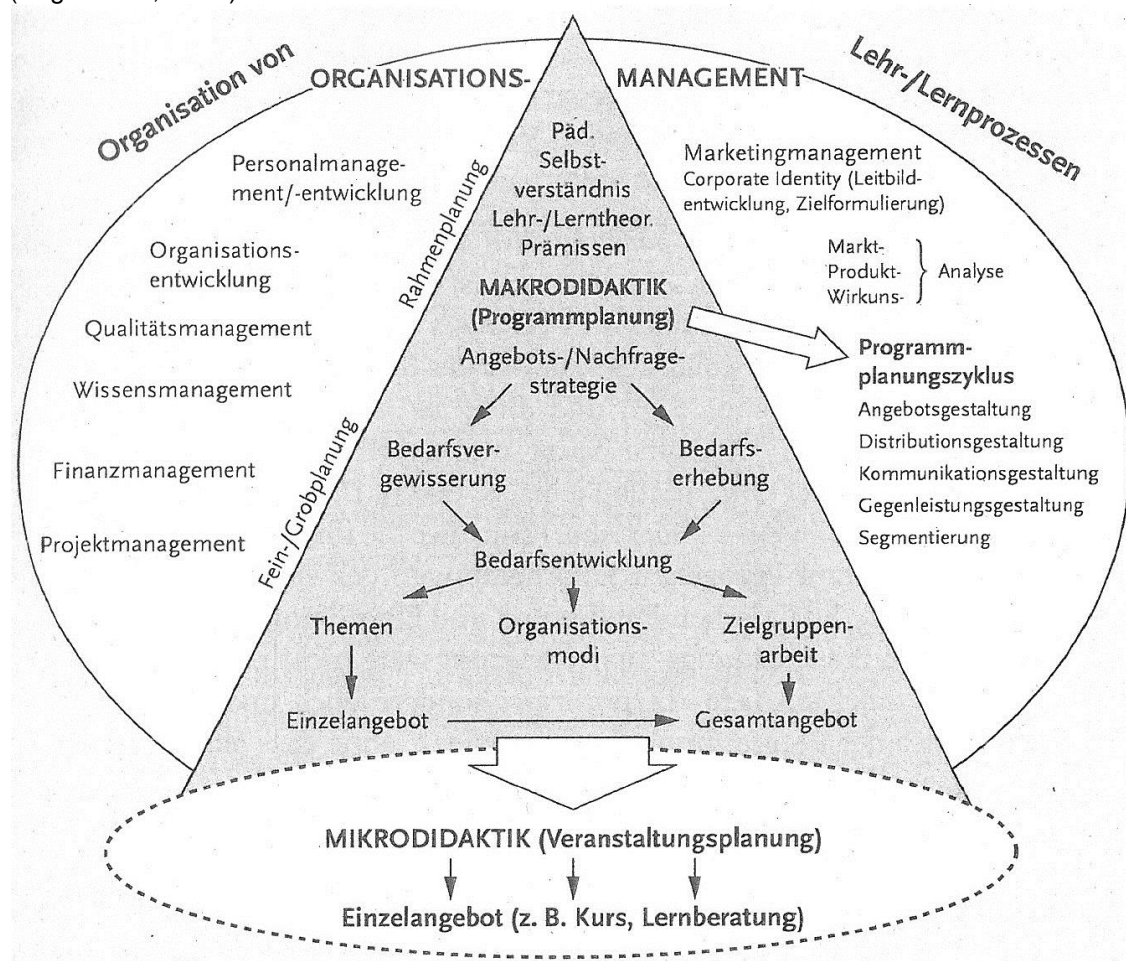 Organisation von
ORGANISATIONS-
MANAGEMENT
Lehr-/Lernprozessen
Personalmanage-
ment/-entwicklung
Organisations-
entwicklung
Qualitätsmanagement
Wissensmanagement
Finanzmanagement
Projektmanagement
Rahmenplanung
Fein-/Grobplanung
Päd.
Selbst-
verständnis
Lehr-/Lerntheor.
Prämissen
MAKRODIDAKTIK
(Programmplanung)
Angebots-/Nachfrage-
strategie
Bedarfsver-
gewisserung
Bedarfs-
erhebung
Bedarfsentwicklung
Themen
Organisations-
modi
Zielgruppen-
arbeit
Einzelangebot
Gesamtangebot
Marketingmanagement
Corporate Identity (Leitbild-
entwicklung, Zielformulierung)
Markt-
Produkt-
Wirkuns-
Analyse
Programm-
planungszyklus
Angebotsgestaltung
Distributionsgestaltung
Kommunikationsgestaltung
Gegenleistungsgestaltung
Segmentierung
MIKRODIDAKTIK (Veranstaltungsplanung)
Einzelangebot (z. B. Kurs, Lernberatung)